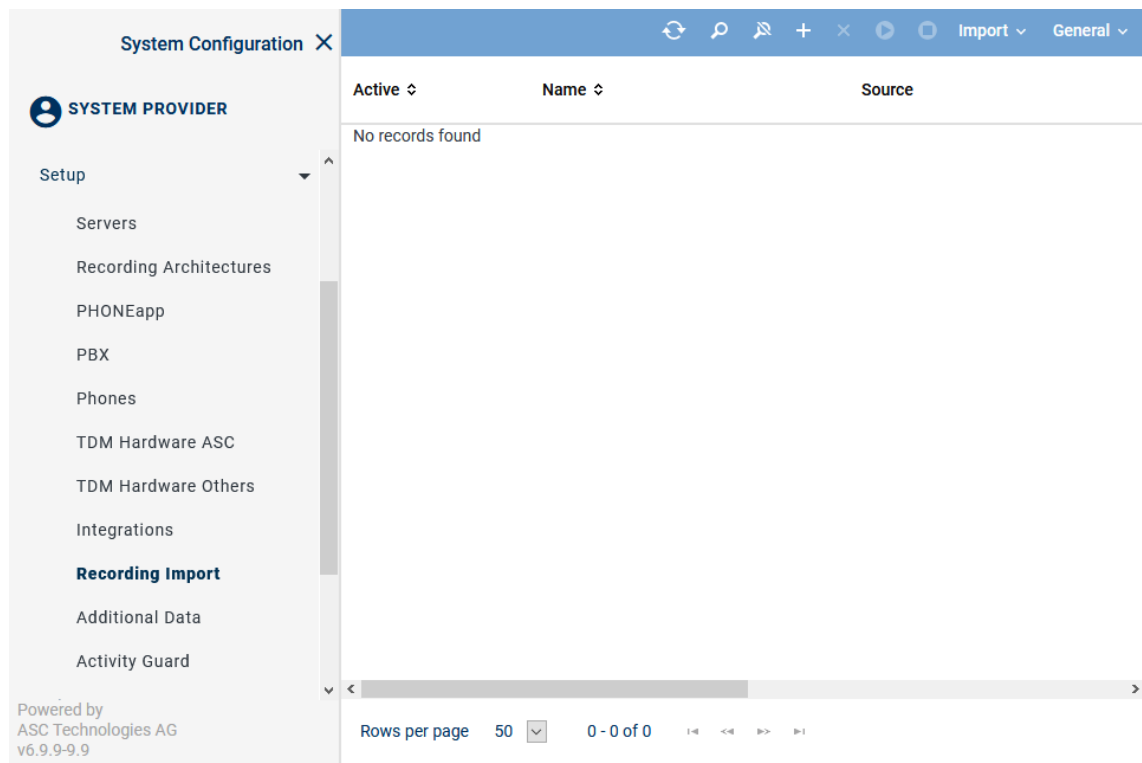 System Configuration
Import
General
SYSTEM PROVIDER
Active
Name
Source
No records found
Setup
Servers
Recording Architectures
PHONEapp
PBX
Phones
TDM Hardware ASC
TDM Hardware Others
Integrations
Recording Import
Additional Data
Activity Guard
Powered by
ASC Technologies AG
v6.9.9-9.9
Rows per page 50 0 - 0 of 0